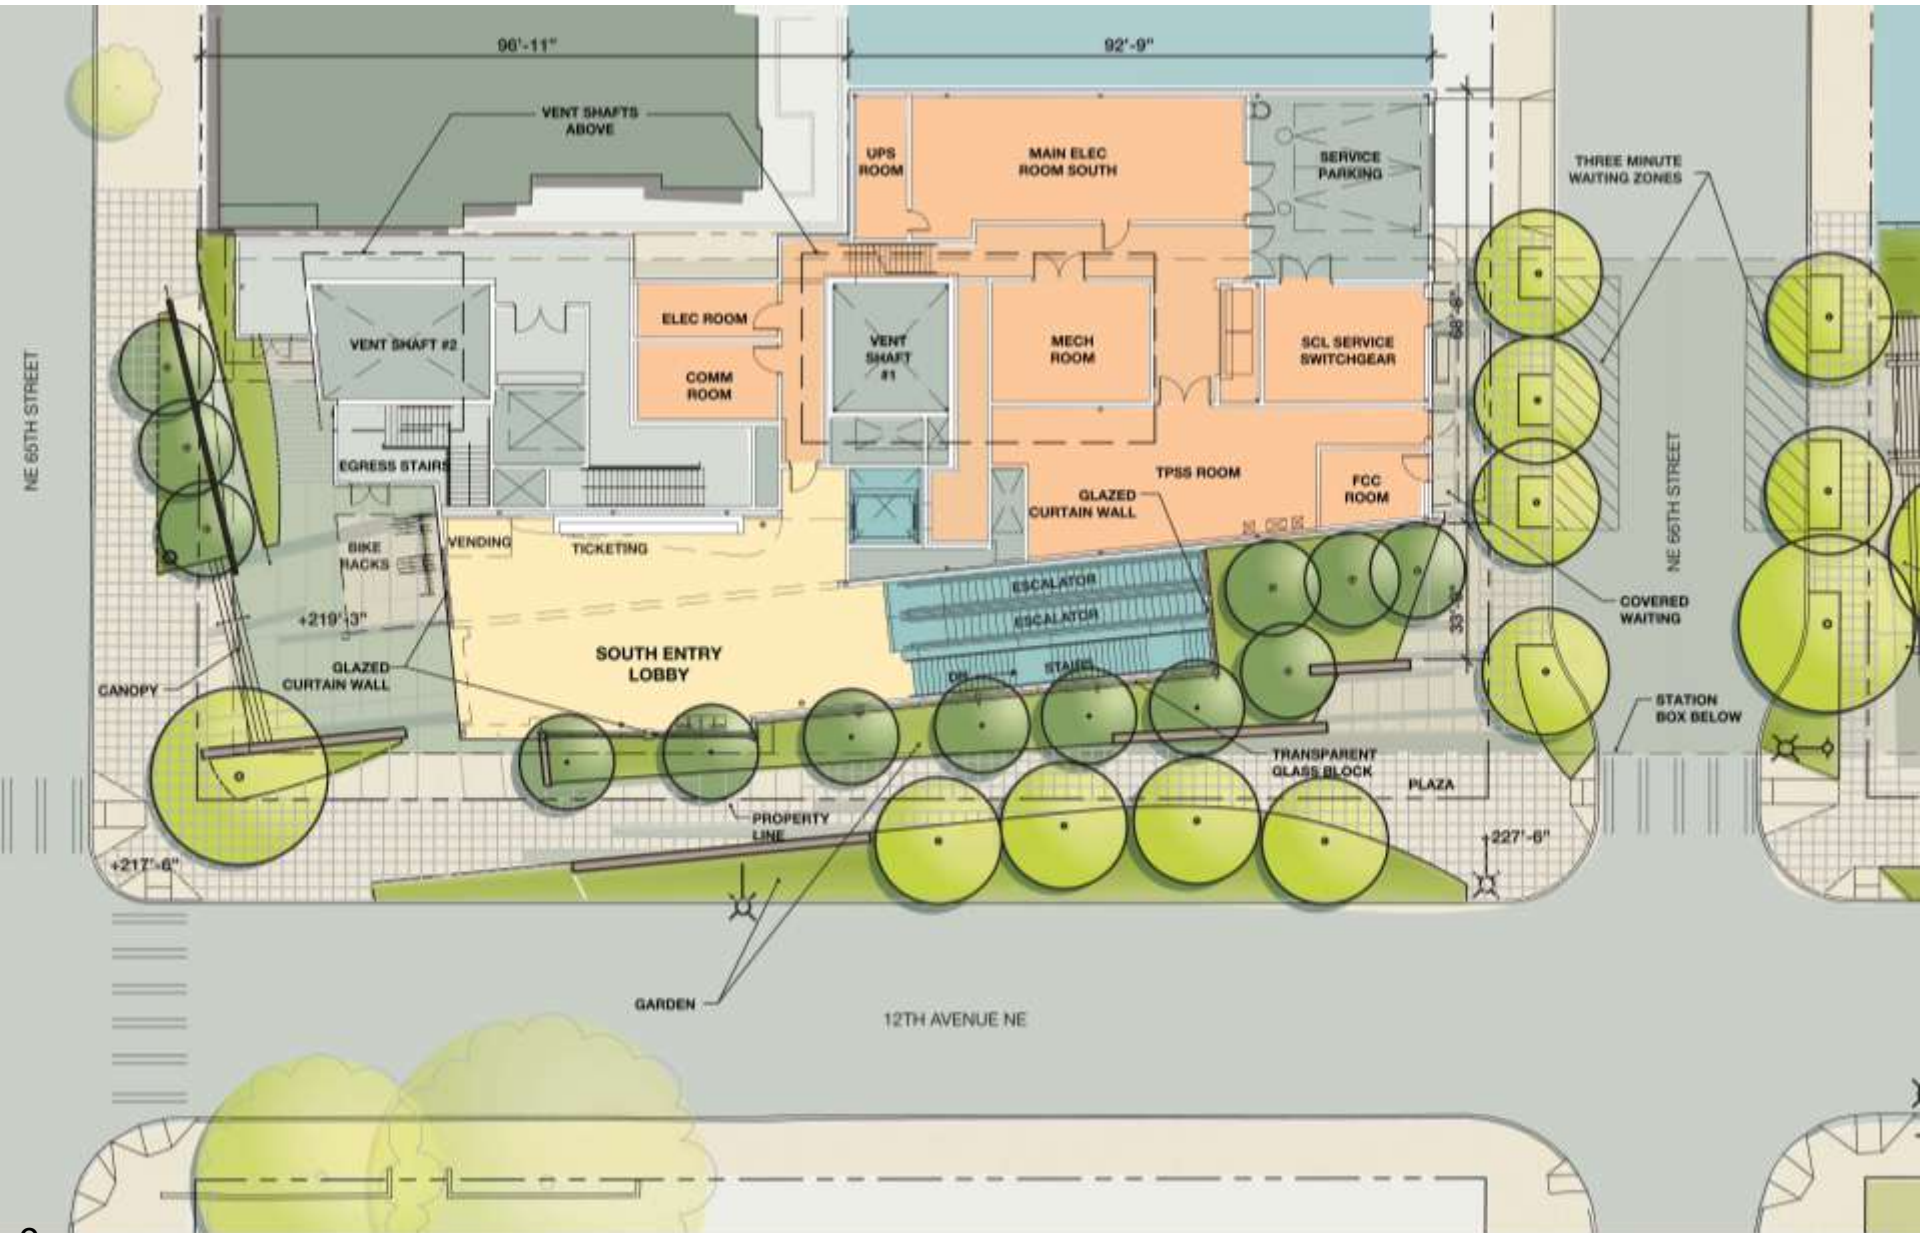 96'-11"
92'-9"
VENT SHAFTS
ABOVE
UPS
ROOM
MAIN ELEC
ROOM SOUTH
SERVICE
PARKING
THREE MINUTE
WAITING ZONES
ELEC ROOM
VENT SHAFT #2
VENT
SHAFT
#1
MECH
ROOM
SCL SERVICE
SWITCHGEAR
68'-6"
COMM
ROOM
NE 65TH STREET
NE 66TH STREET
EGRESS STAIRS
TPSS ROOM
FCC
ROOM
GLAZED
CURTAIN WALL
VENDING
TICKETING
BIKE
RACKS
ESCALATOR
ESCALATOR
+219'-3"
COVERED
WAITING
SOUTH ENTRY
LOBBY
GLAZED
CURTAIN WALL
DN
STAIRS
CANOPY
STATION
BOX BELOW
TRANSPARENT
GLASS BLOCK
PLAZA
PROPERTY
LINE
+217'-6"
+227'-6"
GARDEN
12TH AVENUE NE